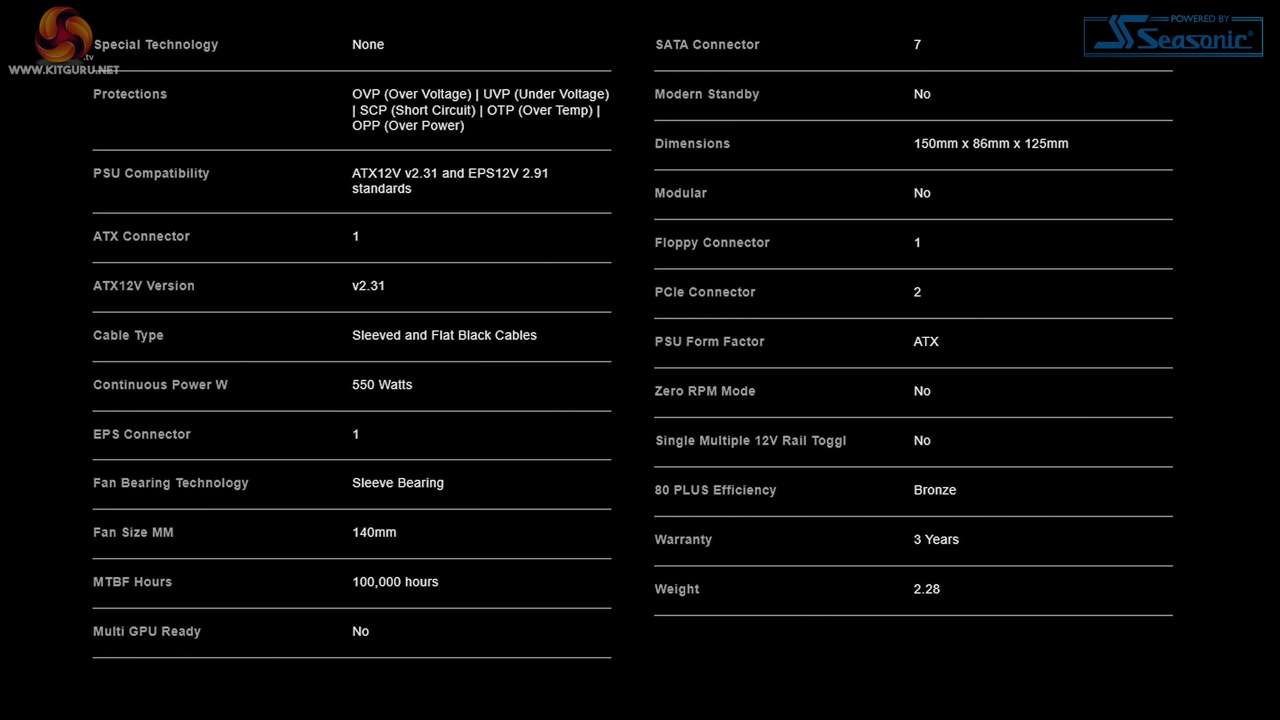 .tv
WWW.KITGURU.NET
POWERED BY
Seasonic®
Special Technology None
Protections OVP (Over Voltage) | UVP (Under Voltage)
| SCP (Short Circuit) | OTP (Over Temp) |
OPP (Over Power)
PSU Compatibility ATX12V v2.31 and EPS12V 2.91
standards
ATX Connector 1
ATX12V Version v2.31
Cable Type Sleeved and Flat Black Cables
Continuous Power W 550 Watts
EPS Connector 1
Fan Bearing Technology Sleeve Bearing
Fan Size MM 140mm
MTBF Hours 100,000 hours
Multi GPU Ready No
SATA Connector 7
Modern Standby No
Dimensions 150mm x 86mm x 125mm
Modular No
Floppy Connector 1
PCIe Connector 2
PSU Form Factor ATX
Zero RPM Mode No
Single Multiple 12V Rail Toggl No
80 PLUS Efficiency Bronze
Warranty 3 Years
Weight 2.28